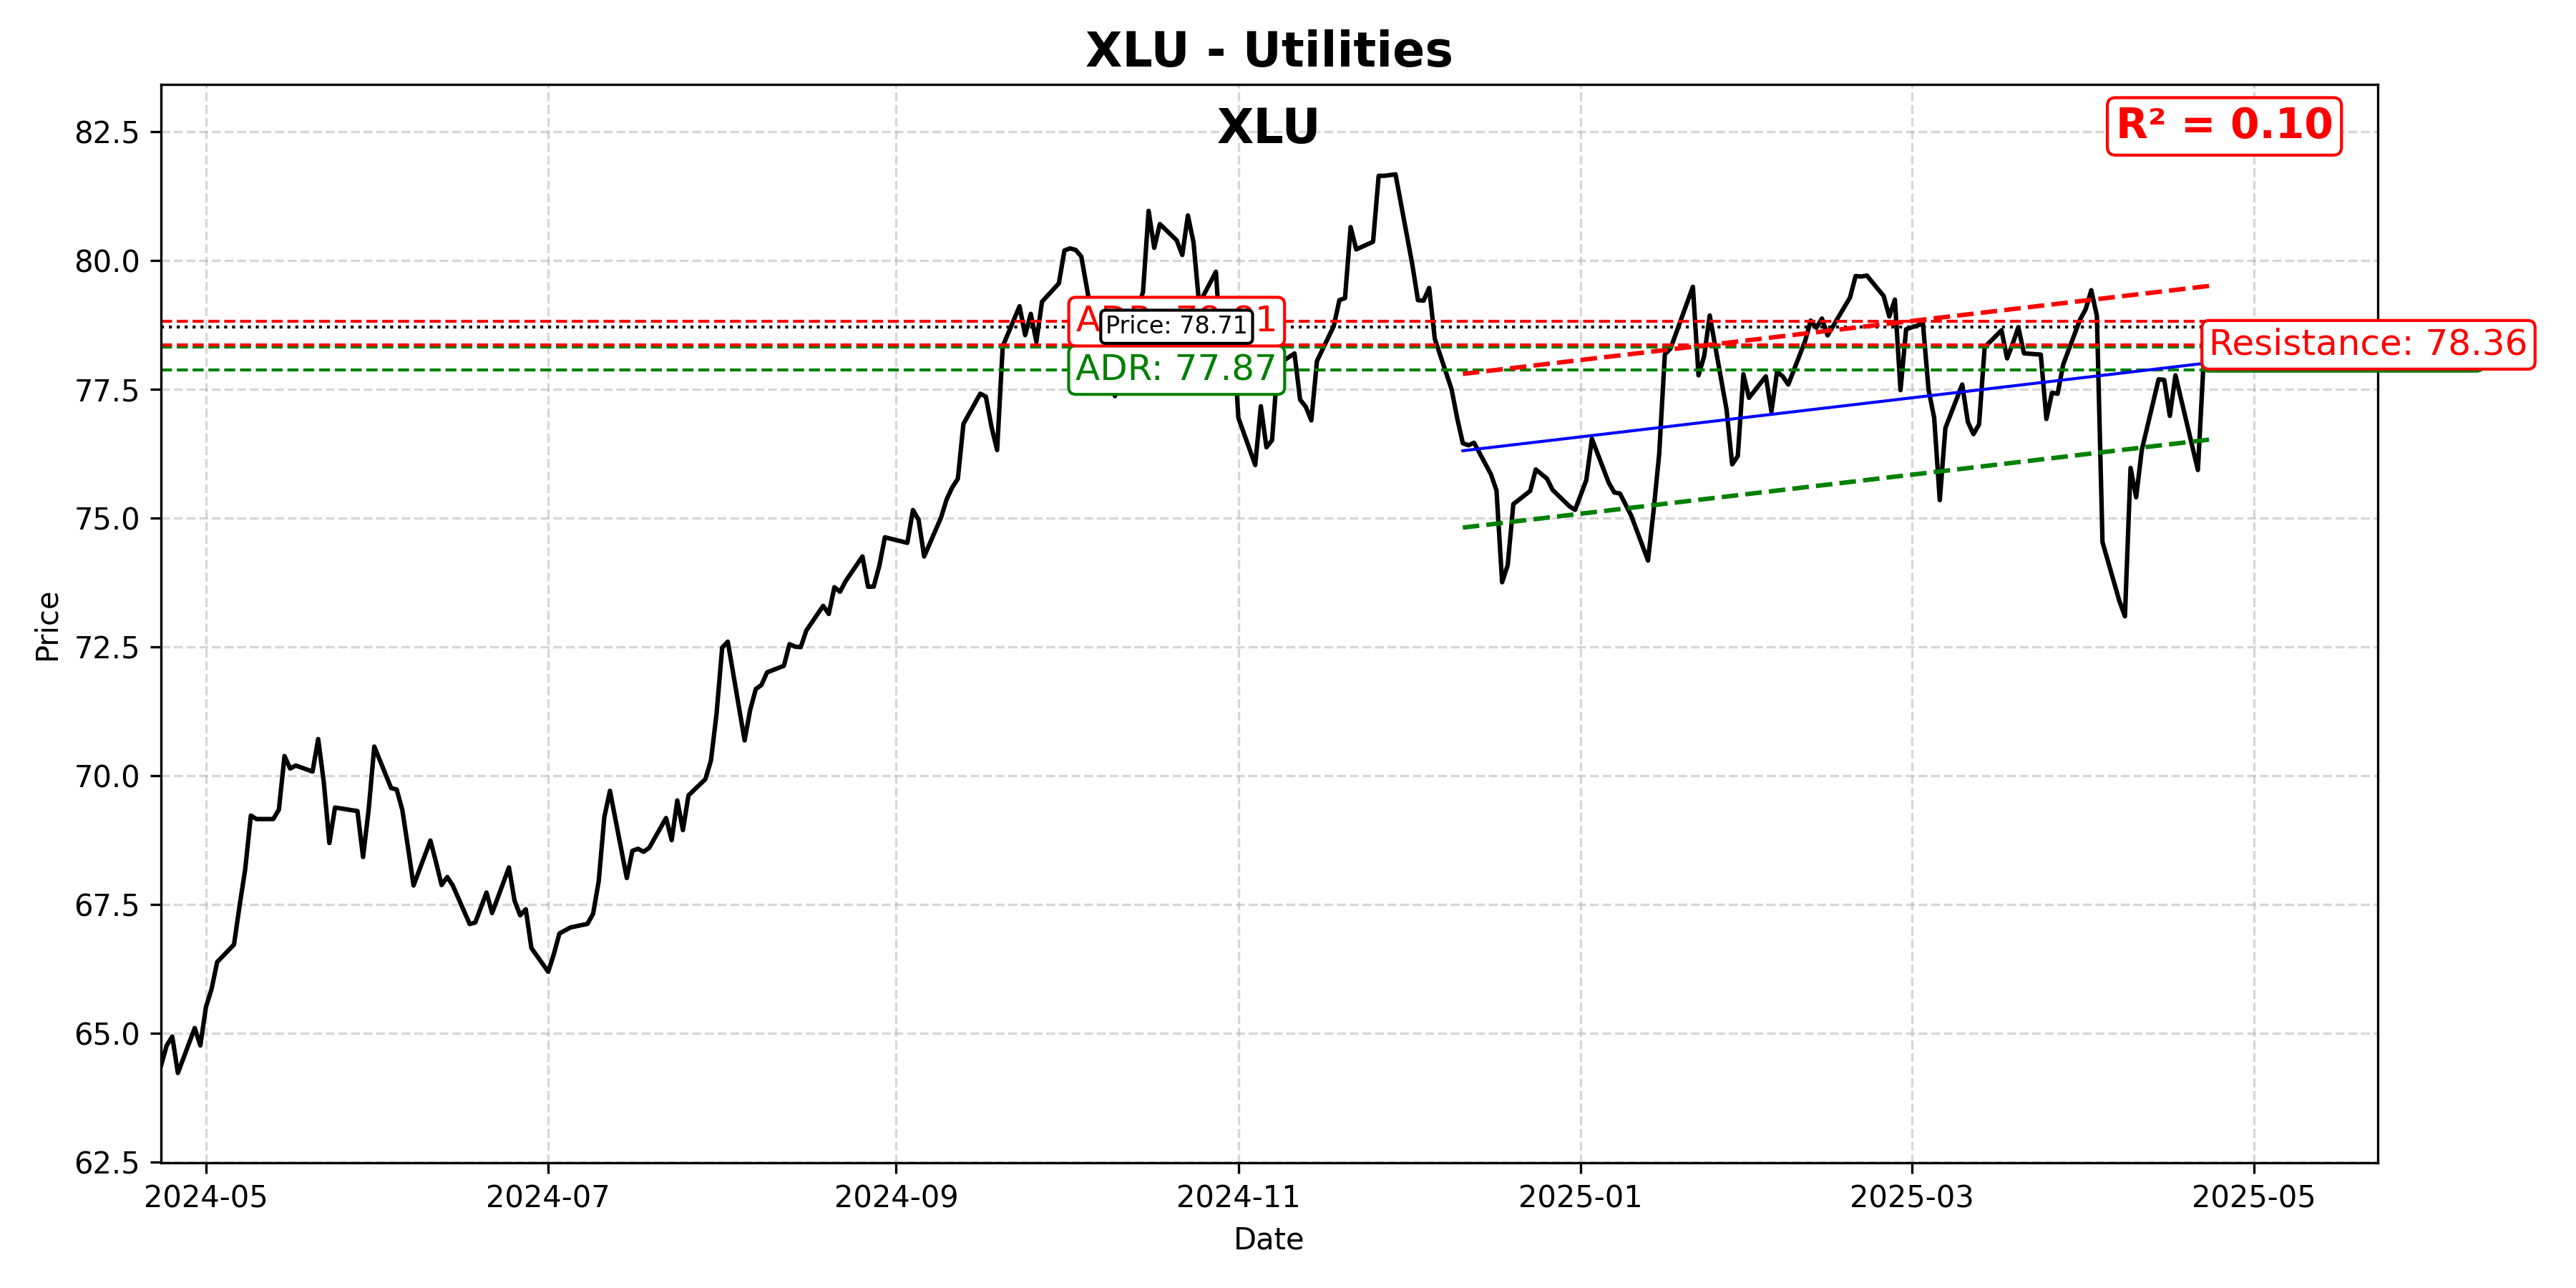 XLU - Utilities
XLU
R² = 0.10
82.5
80.0
77.5
75.0
72.5
70.0
67.5
65.0
62.5
Price
Price: 78.71
ADR: 77.87
Resistance: 78.36
2024-05
2024-07
2024-09
2024-11
2025-01
2025-03
2025-05
Date